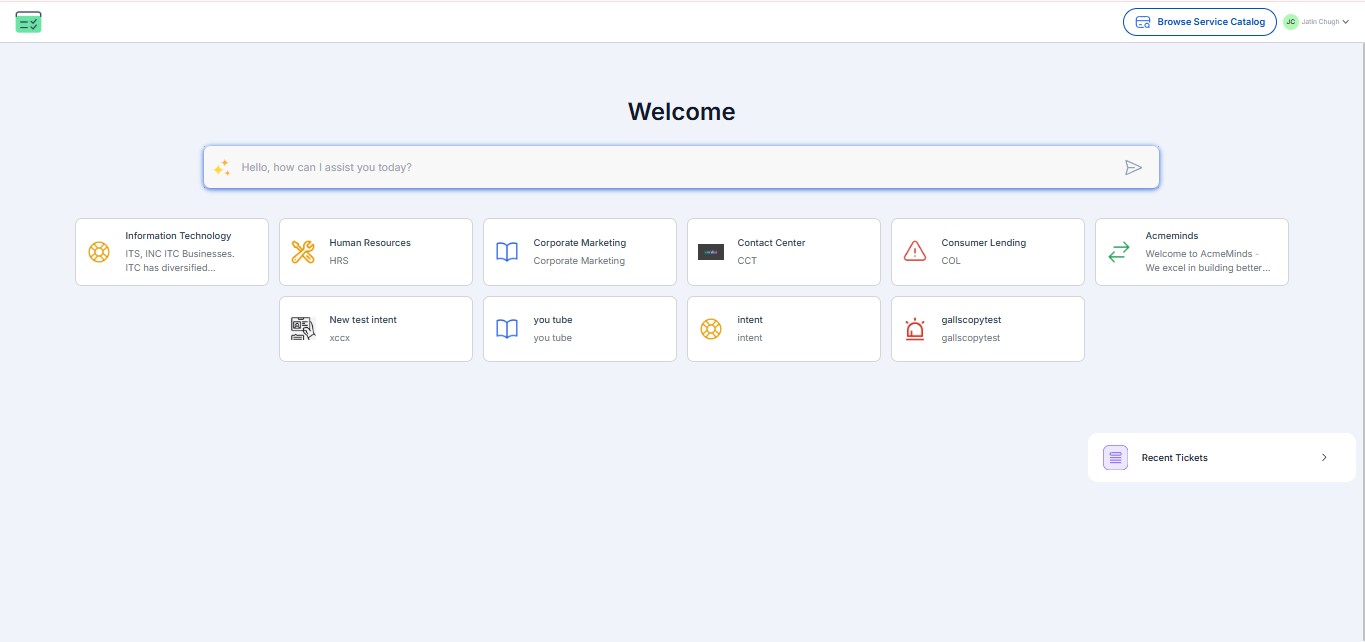 Browse Service Catalog
JC
Jatin Chugh
Welcome
Hello, how can I assist you today?
Information Technology
ITS, INC ITC Businesses.
ITC has diversified...
Human Resources
HRS
Corporate Marketing
Corporate Marketing
Contact Center
CCT
Consumer Lending
COL
Acmeminds
Welcome to AcmeMinds -
We excel in building better...
New test intent
xccx
you tube
you tube
intent
intent
gallscopytest
gallscopytest
Recent Tickets